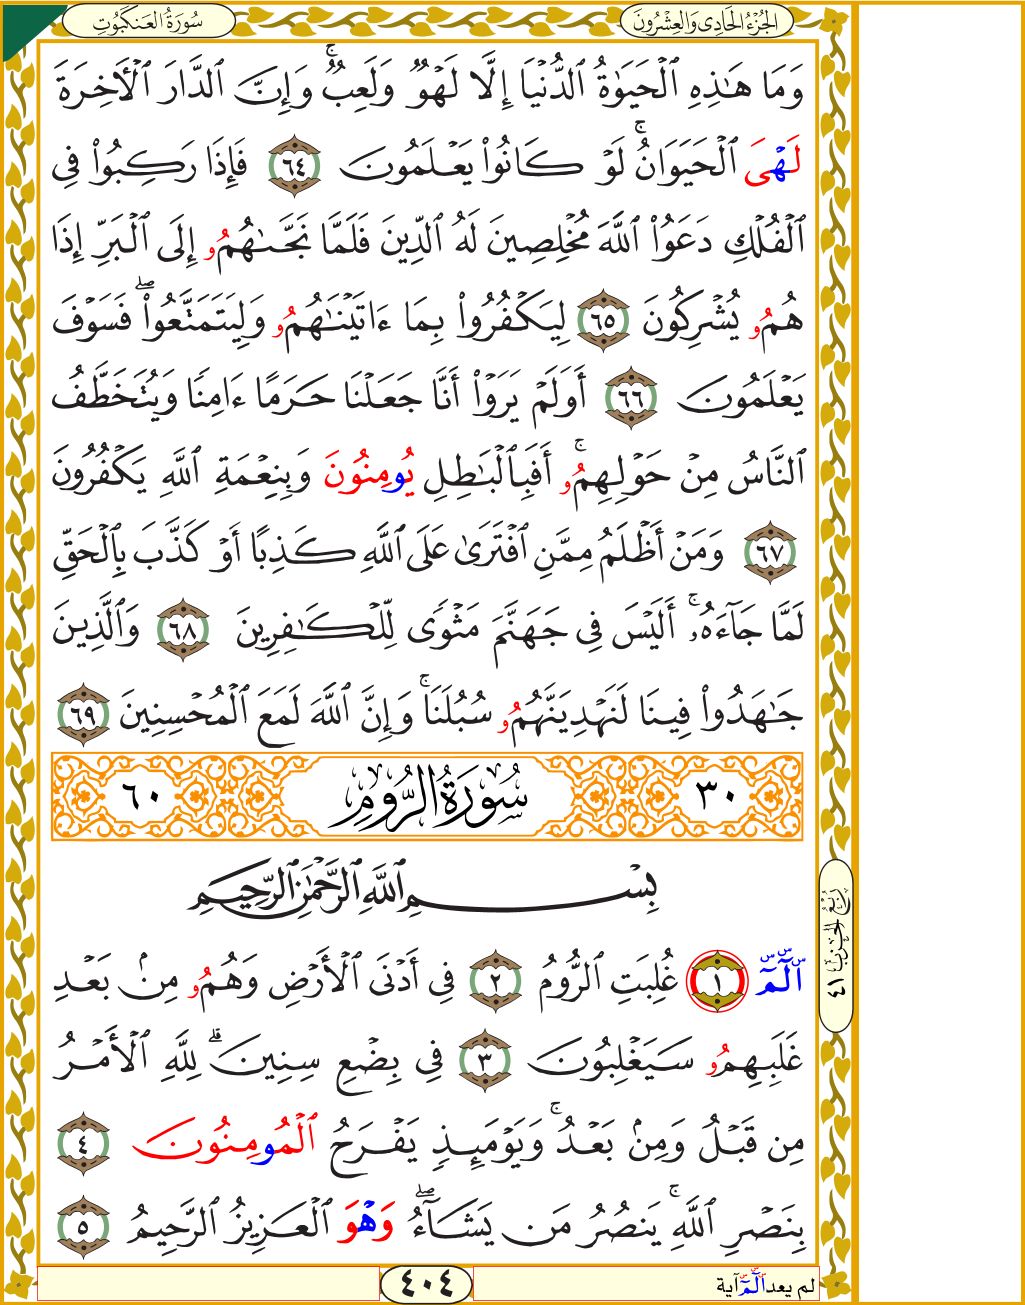 الجُزْءُ الحَادِى وَالعِشْرُونَ
سُورَةُ العَنكَبُوتِ
وَمَا هَـٰذِهِ ٱلْحَيَوٰةُ ٱلدُّنْيَا إِلَّا لَهْوٌ وَلَعِبٌ ۚ وَإِنَّ ٱلدَّارَ ٱلْأَخِرَةَ
لَهْىَ ٱلْحَيَوَانُ ۚ لَوْ كَانُوا۟ يَعْلَمُونَ ٦٤ فَإِذَا رَكِبُوا۟ فِى
ٱلْفُلْكِ دَعَوُا۟ ٱللَّهَ مُخْلِصِينَ لَهُ ٱلدِّينَ فَلَمَّا نَجَّىٰهُمُۥ إِلَى ٱلْبَرِّ إِذَا
هُمُۥ يُشْرِكُونَ ٦٥ لِيَكْفُرُوا۟ بِمَا ءَاتَيْنَـٰهُمُۥ وَلْيَتَمَتَّعُوا۟ ۖ فَسَوْفَ
يَعْلَمُونَ ٦٦ أَوَلَمْ يَرَوْا۟ أَنَّا جَعَلْنَا حَرَمًا ءَامِنًا وَيُتَخَطَّفُ
ٱلنَّاسُ مِنْ حَوْلِهِمُۥ ۚ أَفَبِٱلْبَـٰطِلِ يُومِنُونَ وَبِنِعْمَةِ ٱللَّهِ يَكْفُرُونَ
٦٧ وَمَنْ أَظْلَمُ مِمَّنِ ٱفْتَرَىٰ عَلَى ٱللَّهِ كَذِبًا أَوْ كَذَّبَ بِٱلْحَقِّ
لَمَّا جَآءَهُۥ ۚ أَلَيْسَ فِى جَهَنَّمَ مَثْوًى لِّلْكَـٰفِرِينَ ٦٨ وَٱلَّذِينَ
جَـٰهَدُوا۟ فِينَا لَنَهْدِيَنَّهُمُۥ سُبُلَنَا ۚ وَإِنَّ ٱللَّهَ لَمَعَ ٱلْمُحْسِنِينَ ٦٩
٣٠ سُورَةُ الرُّومِ ٦٠
بِسْمِ ٱللَّهِ ٱلرَّحْمَـٰنِ ٱلرَّحِيمِ
الٓمٓ ١ غُلِبَتِ ٱلرُّومُ ٢ فِى أَدْنَى ٱلْأَرْضِ وَهُمُۥ مِنۢ بَعْدِ
غَلَبِهِمُۥ سَيَغْلِبُونَ ٣ فِى بِضْعِ سِنِينَ ۗ لِلَّهِ ٱلْأَمْرُ
مِن قَبْلُ وَمِنۢ بَعْدُ ۚ وَيَوْمَئِذٍ يَفْرَحُ ٱلْمُومِنُونَ ٤
بِنَصْرِ ٱللَّهِ ۚ يَنصُرُ مَن يَشَآءُ ۖ وَهْوَ ٱلْعَزِيزُ ٱلرَّحِيمُ ٥
رُبْعُ الحِزب ٤١
لم يعد الٓمٓ آية
٤٠٤